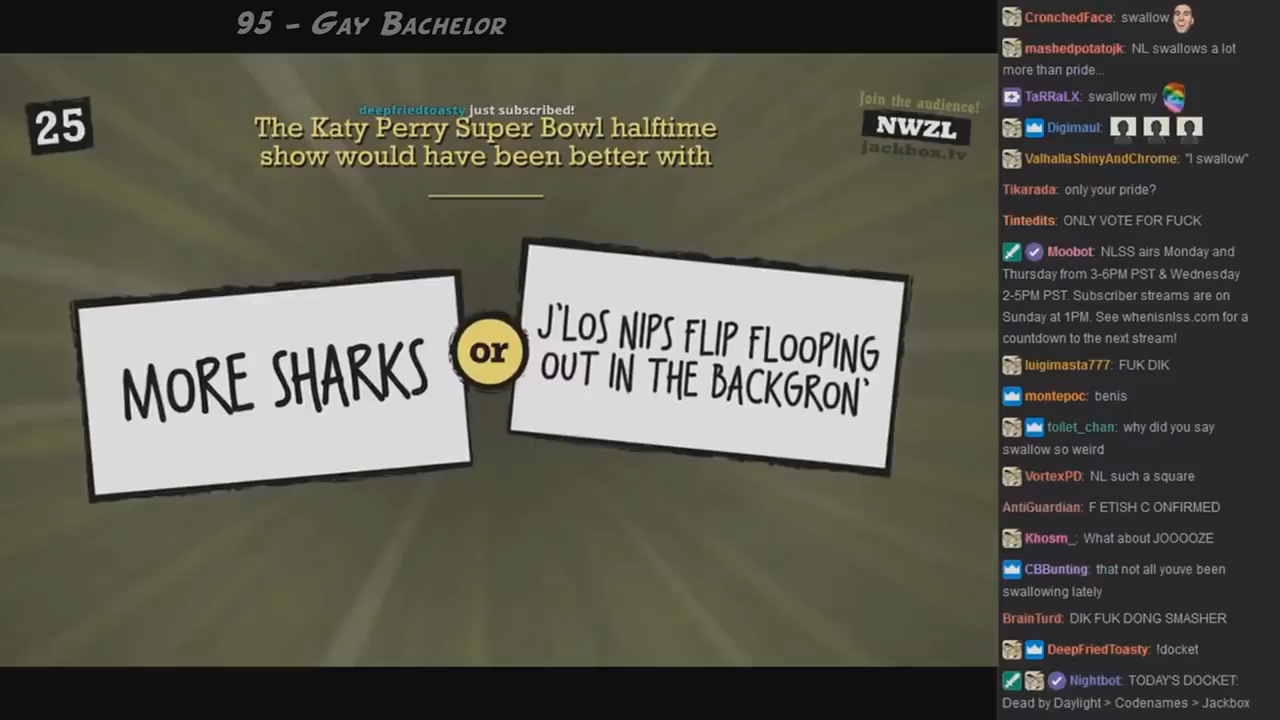 95 - Gay Bachelor
25
deepfriedtoasty just subscribed!
The Katy Perry Super Bowl halftime
show would have been better with
Join the audience!
NWZL
jackbox.tv
MORE SHARKS
or
J'LOS NIPS FLIP FLOOPING
OUT IN THE BACKGRON'
CronchedFace: swallow
mashedpotatojk: NL swallows a lot
more than pride...
TaRRaLX: swallow my
Digimaul:
ValhallaShinyAndChrome: "I swallow"
Tikarada: only your pride?
Tintedits: ONLY VOTE FOR FUCK
Moobot: NLSS airs Monday and
Thursday from 3-6PM PST & Wednesday
2-5PM PST. Subscriber streams are on
Sunday at 1PM. See whenisnlss.com for a
countdown to the next stream!
luigimasta777: FUK DIK
montepoc: benis
toilet_chan: why did you say
swallow so weird
VortexPD: NL such a square
AntiGuardian: F ETISH C ONFIRMED
Khosm_: What about JOOOOZE
CBBunting: that not all youve been
swallowing lately
BrainTurd: DIK FUK DONG SMASHER
DeepFriedToasty: !docket
Nightbot: TODAY'S DOCKET:
Dead by Daylight > Codenames > Jackbox